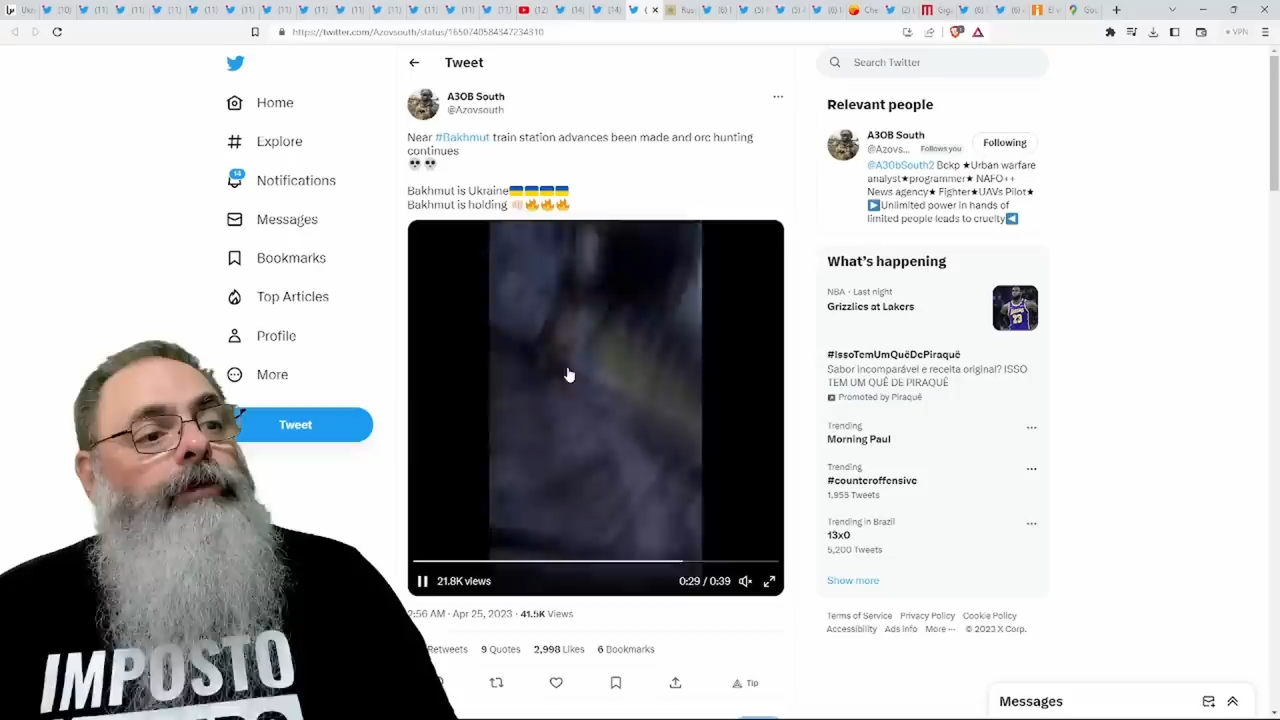 https://twitter.com/Azovsouth/status/1650740584347234310
VPN
Home
Explore
14
Notifications
Messages
Bookmarks
Top Articles
Profile
More
Tweet
Tweet
A3OB South
@Azovsouth
Near #Bakhmut train station advances been made and orc hunting
continues
Bakhmut is Ukraine
Bakhmut is holding
21.8K views
0:29 / 0:39
2:56 AM · Apr 25, 2023 · 41.5K Views
Retweets 9 Quotes 2,998 Likes 6 Bookmarks
Tip
Search Twitter
Relevant people
A3OB South
@Azovs... Follows you
Following
@A30bSouth2 Bckp ★Urban warfare
analyst★programmer★ NAFO++
News agency★ Fighter★UAVs Pilot★
Unlimited power in hands of
limited people leads to cruelty
What's happening
NBA · Last night
Grizzlies at Lakers
#IssoTemUmQuêDePiraquê
Sabor incomparável e receita original? ISSO
TEM UM QUÊ DE PIRAQUÊ
Promoted by Piraquê
Trending
Morning Paul
Trending
#counteroffensive
1,955 Tweets
Trending in Brazil
13x0
5,200 Tweets
Show more
Terms of Service Privacy Policy Cookie Policy
Accessibility Ads info More ··· © 2023 X Corp.
Messages
IMPOSTO